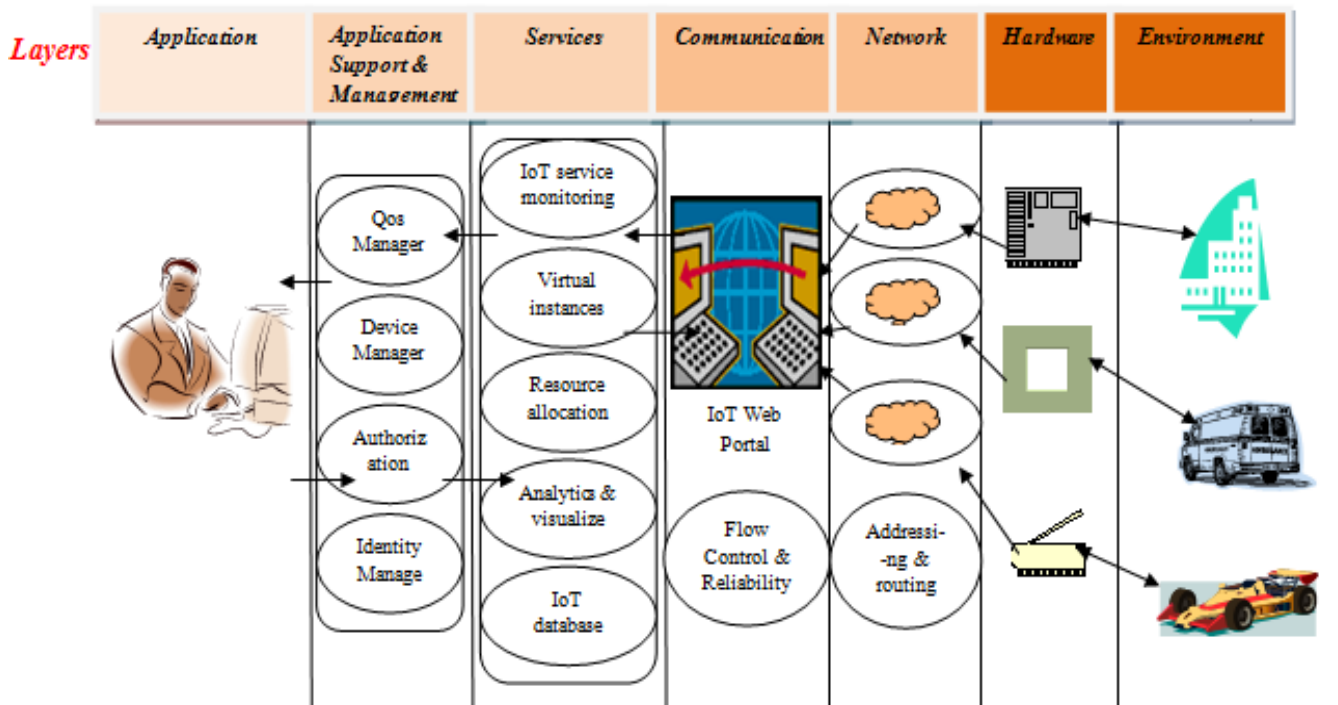 Layers
Application
Application
Support &
Management
Services
Communication
Network
Hardware
Environment
Qos
Manager
Device
Manager
Authoriz
ation
Identity
Manage
IoT service
monitoring
Virtual
instances
Resource
allocation
Analytics &
visualize
IoT
database
IoT Web
Portal
Flow
Control &
Reliability
Addressi-
-ng &
routing
AMBULANCE